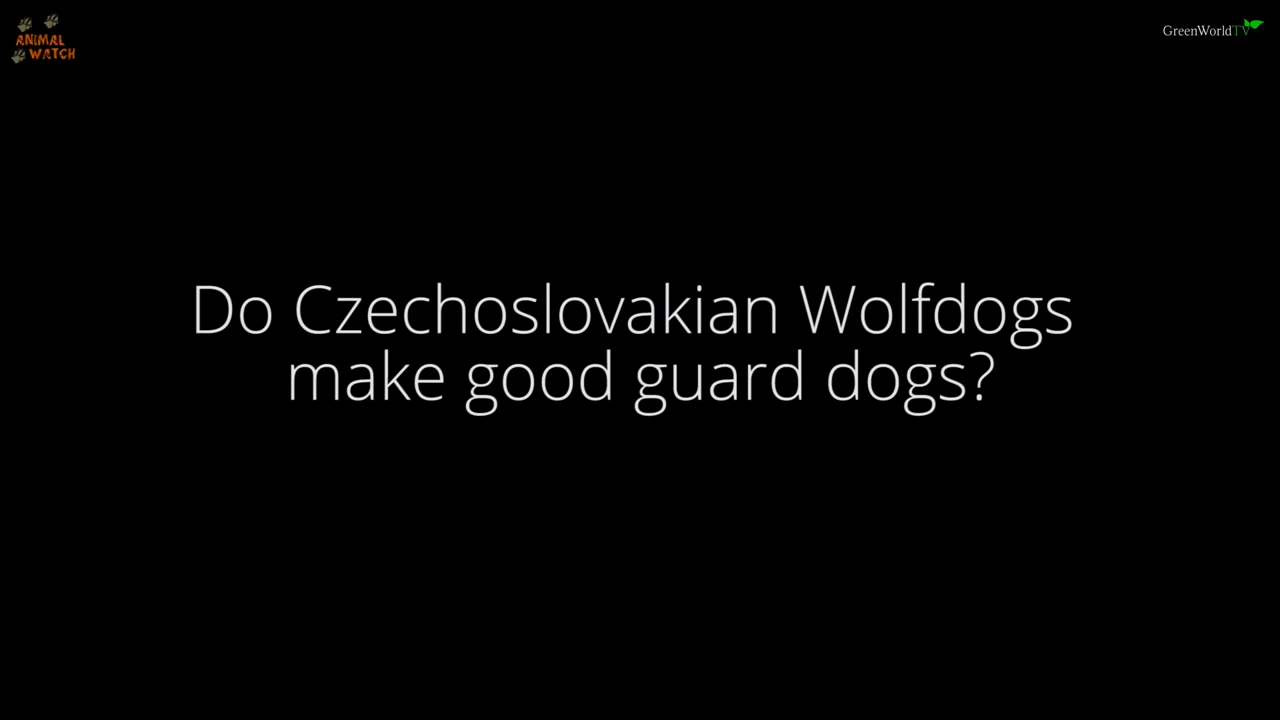 ANIMAL
WATCH
GreenWorldTV
Do Czechoslovakian Wolfdogs
make good guard dogs?